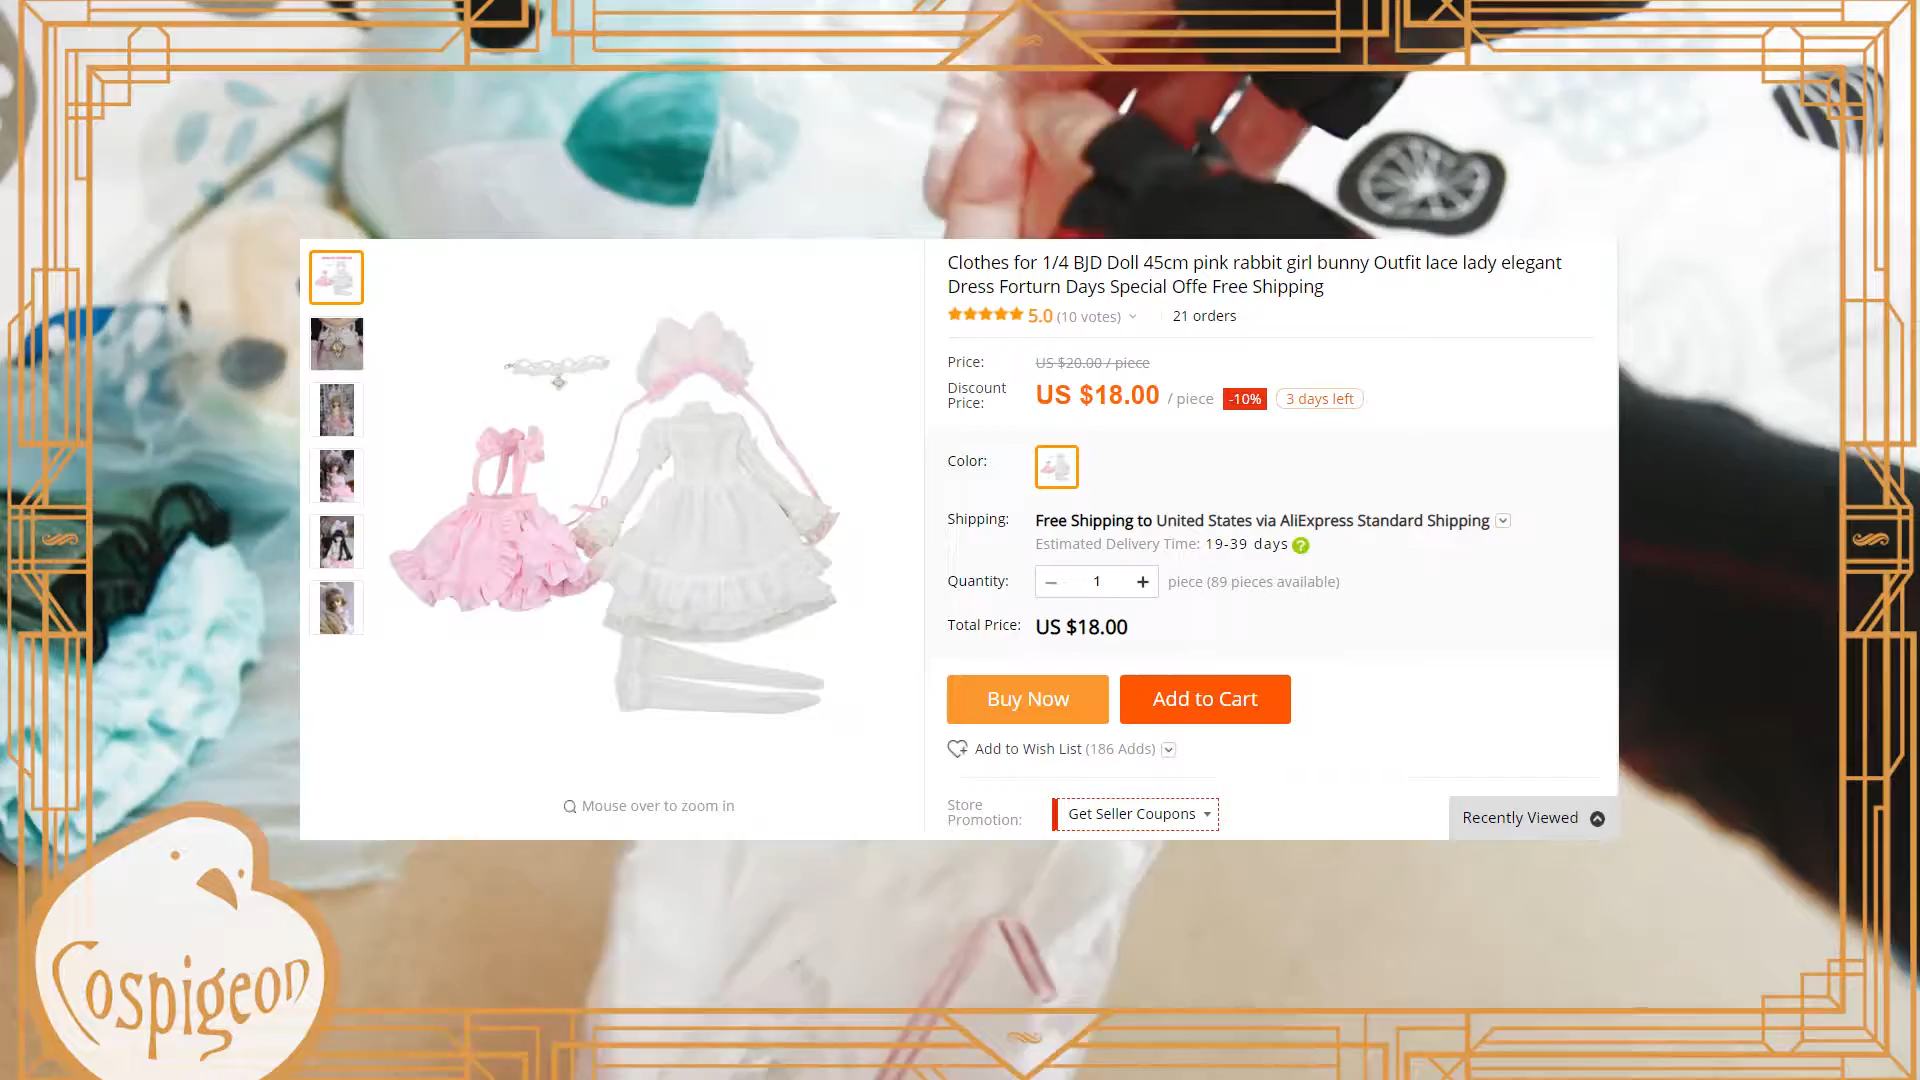 Clothes for 1/4 BJD Doll 45cm pink rabbit girl bunny Outfit lace lady elegant
Dress Forturn Days Special Offe Free Shipping
5.0 (10 votes) 21 orders
Price: US $20.00 / piece
Discount
Price: US $18.00 / piece -10% 3 days left
Color:
Shipping: Free Shipping to United States via AliExpress Standard Shipping
Estimated Delivery Time: 19-39 days ?
Quantity: − 1 + piece (89 pieces available)
Total Price: US $18.00
Buy Now Add to Cart
Add to Wish List (186 Adds)
Mouse over to zoom in
Store
Promotion: Get Seller Coupons
Recently Viewed
Cospigeon